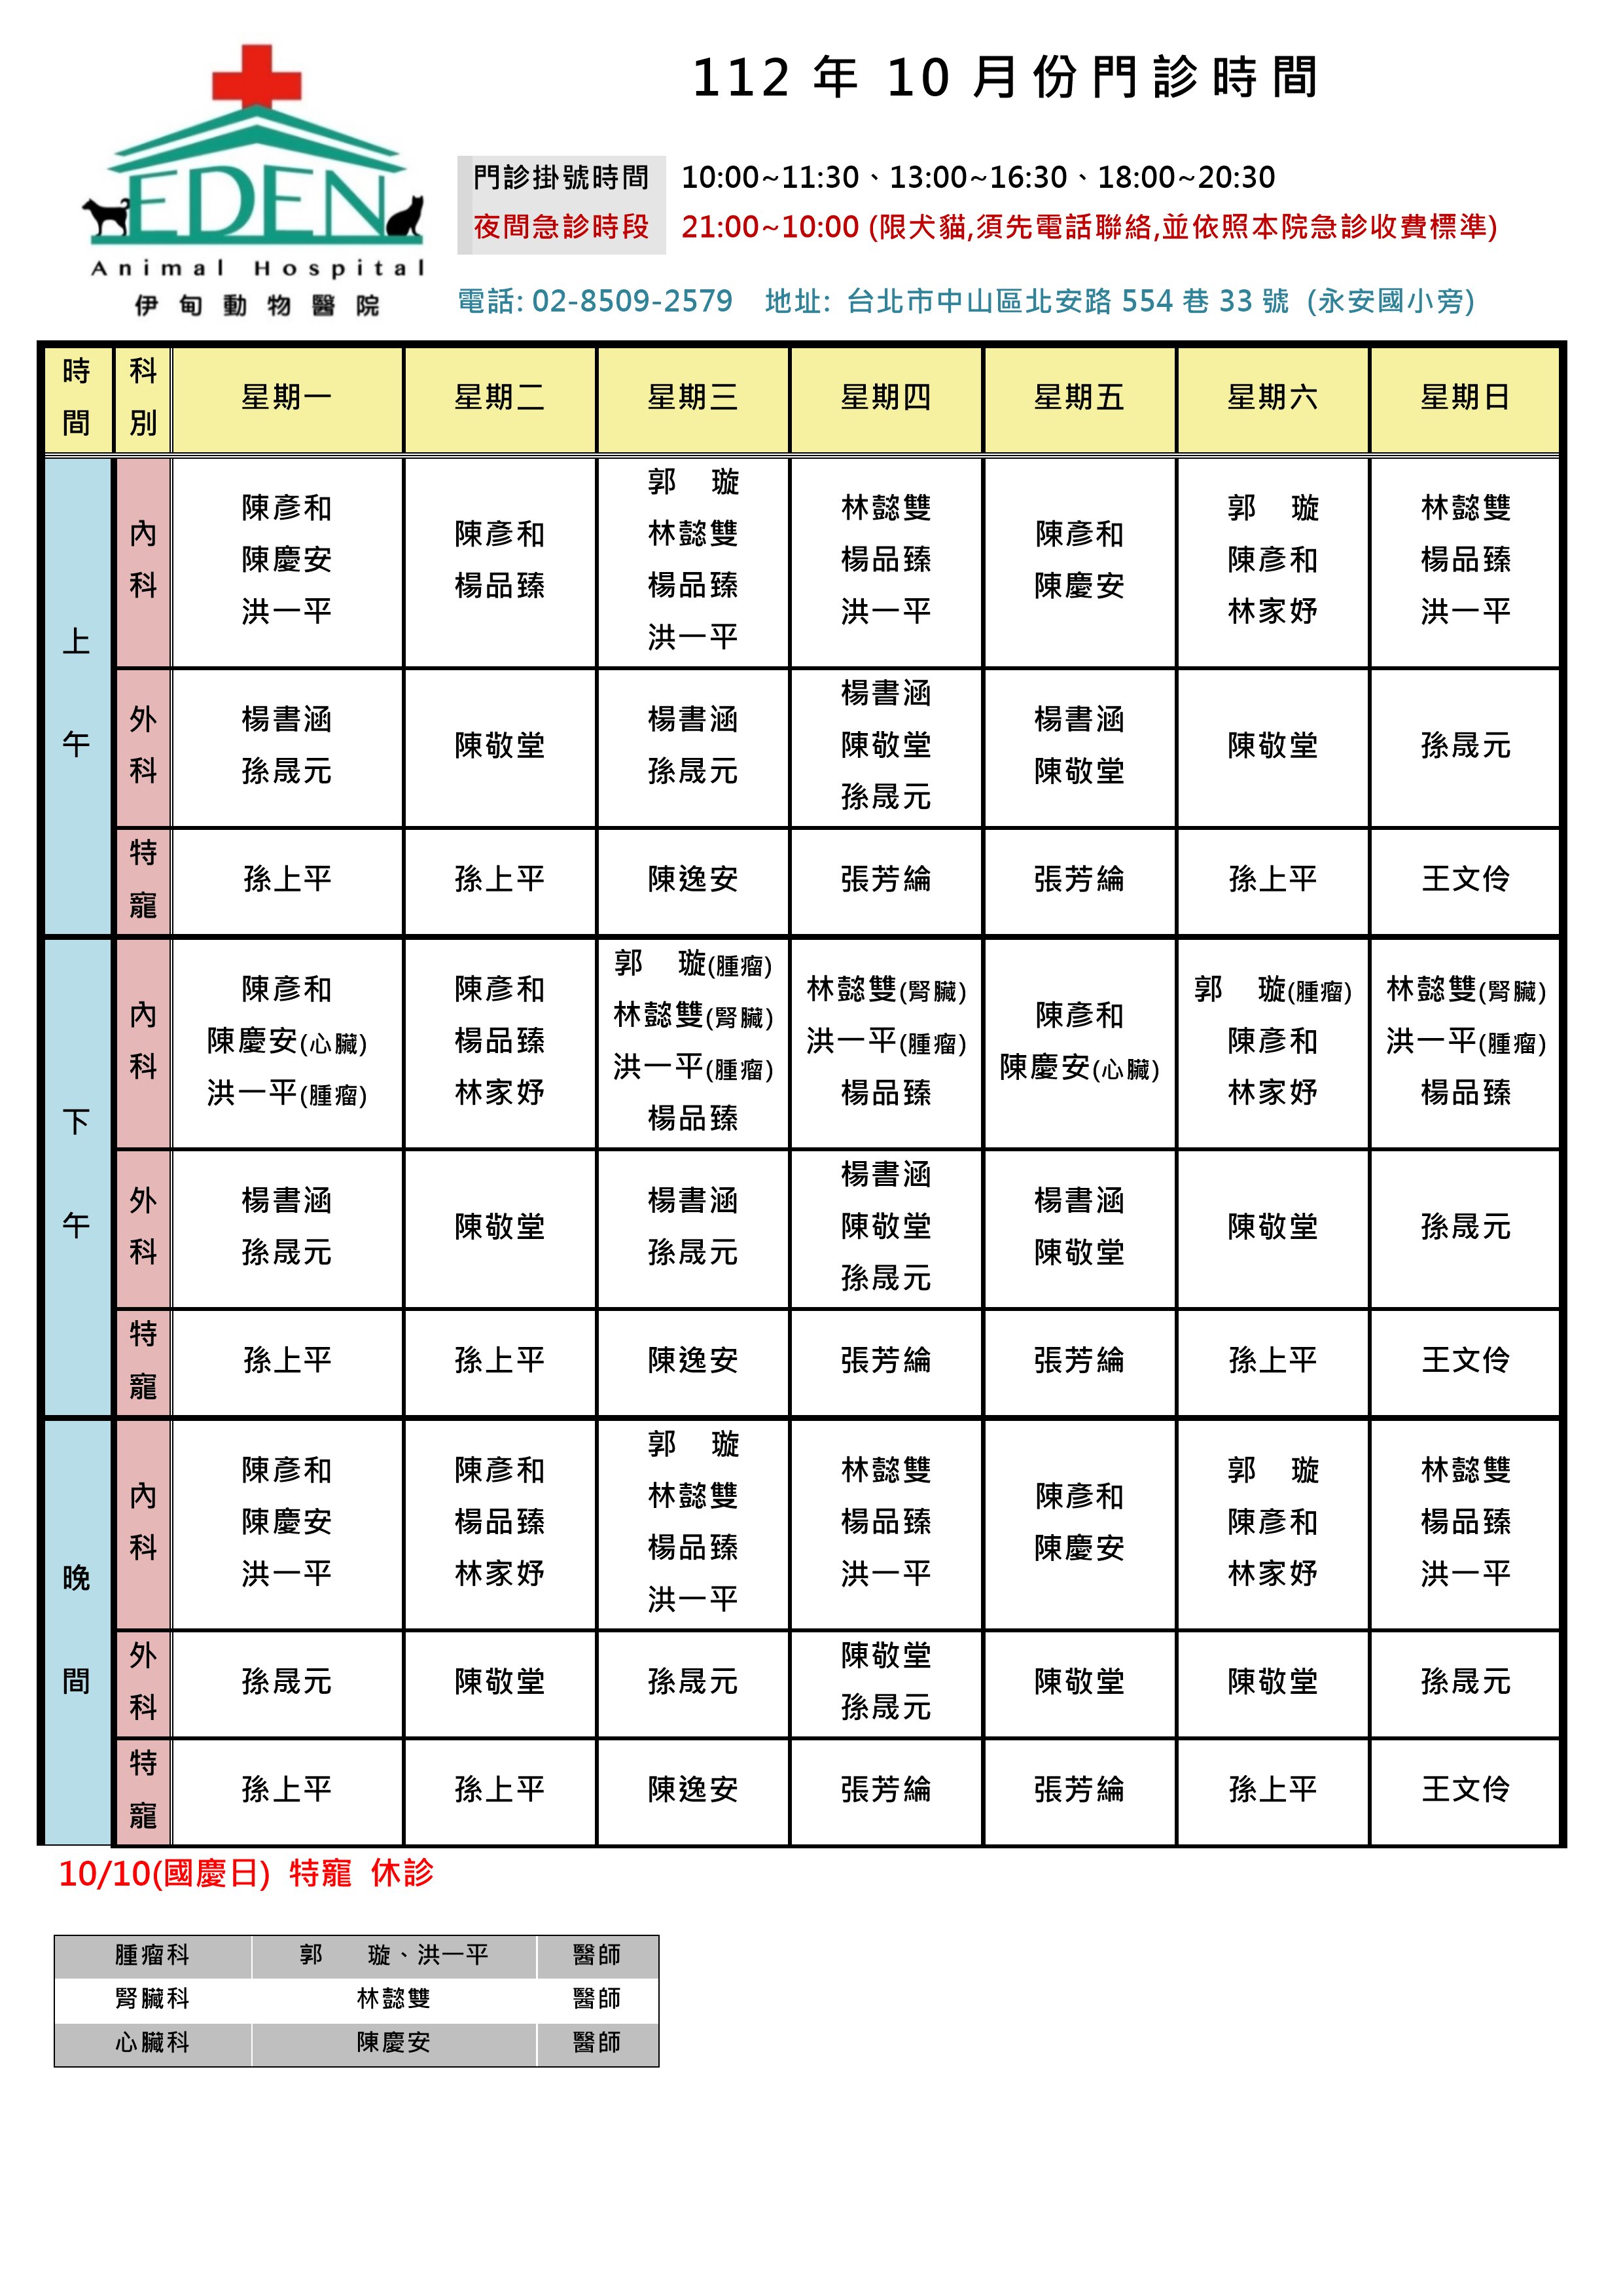 112 年 10 月份門診時間
EDEN
Animal Hospital
伊甸動物醫院
門診掛號時間 10:00~11:30、13:00~16:30、18:00~20:30
夜間急診時段 21:00~10:00 (限犬貓,須先電話聯絡,並依照本院急診收費標準)
電話: 02-8509-2579 地址: 台北市中山區北安路 554 巷 33 號 (永安國小旁)
時間 科別 星期一 星期二 星期三 星期四 星期五 星期六 星期日
上午
內科
陳彥和
陳慶安
洪一平
陳彥和
楊品臻
郭 璇
林懿雙
楊品臻
洪一平
林懿雙
楊品臻
洪一平
陳彥和
陳慶安
郭 璇
陳彥和
林家妤
林懿雙
楊品臻
洪一平
外科
楊書涵
孫晟元
陳敬堂
楊書涵
孫晟元
楊書涵
陳敬堂
孫晟元
楊書涵
陳敬堂
陳敬堂
孫晟元
特寵
孫上平 孫上平 陳逸安 張芳綸 張芳綸 孫上平 王文伶
下午
內科
陳彥和
陳慶安(心臟)
洪一平(腫瘤)
陳彥和
楊品臻
林家妤
郭 璇(腫瘤)
林懿雙(腎臟)
洪一平(腫瘤)
楊品臻
林懿雙(腎臟)
洪一平(腫瘤)
楊品臻
陳彥和
陳慶安(心臟)
郭 璇(腫瘤)
陳彥和
林家妤
林懿雙(腎臟)
洪一平(腫瘤)
楊品臻
外科
楊書涵
孫晟元
陳敬堂
楊書涵
孫晟元
楊書涵
陳敬堂
孫晟元
楊書涵
陳敬堂
陳敬堂
孫晟元
特寵
孫上平 孫上平 陳逸安 張芳綸 張芳綸 孫上平 王文伶
晚間
內科
陳彥和
陳慶安
洪一平
陳彥和
楊品臻
林家妤
郭 璇
林懿雙
楊品臻
洪一平
林懿雙
楊品臻
洪一平
陳彥和
陳慶安
郭 璇
陳彥和
林家妤
林懿雙
楊品臻
洪一平
外科
孫晟元
陳敬堂
孫晟元
陳敬堂
孫晟元
陳敬堂
陳敬堂
孫晟元
特寵
孫上平 孫上平 陳逸安 張芳綸 張芳綸 孫上平 王文伶
10/10(國慶日) 特寵 休診
腫瘤科 郭 璇、洪一平 醫師
腎臟科 林懿雙 醫師
心臟科 陳慶安 醫師